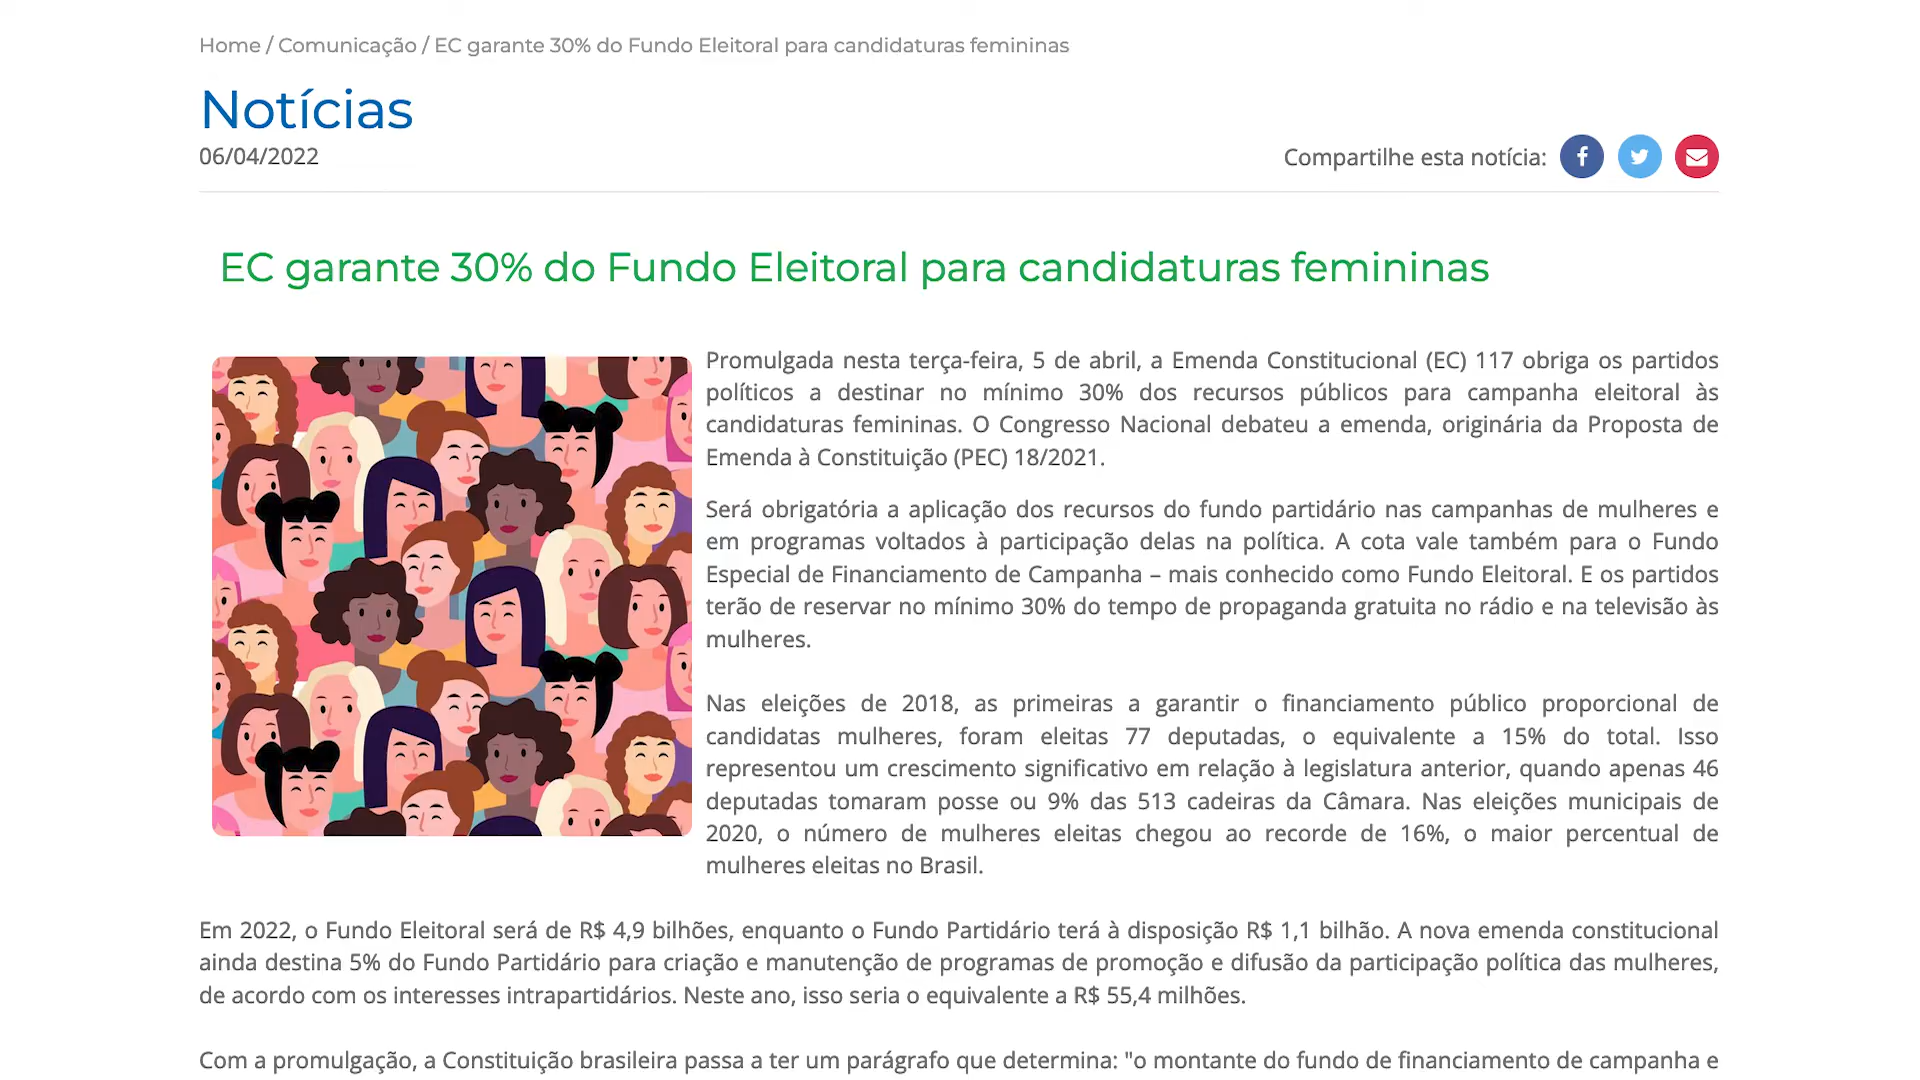 Home / Comunicação / EC garante 30% do Fundo Eleitoral para candidaturas femininas
Notícias
06/04/2022
Compartilhe esta notícia:
EC garante 30% do Fundo Eleitoral para candidaturas femininas
Promulgada nesta terça-feira, 5 de abril, a Emenda Constitucional (EC) 117 obriga os partidos
políticos a destinar no mínimo 30% dos recursos públicos para campanha eleitoral às
candidaturas femininas. O Congresso Nacional debateu a emenda, originária da Proposta de
Emenda à Constituição (PEC) 18/2021.
Será obrigatória a aplicação dos recursos do fundo partidário nas campanhas de mulheres e
em programas voltados à participação delas na política. A cota vale também para o Fundo
Especial de Financiamento de Campanha – mais conhecido como Fundo Eleitoral. E os partidos
terão de reservar no mínimo 30% do tempo de propaganda gratuita no rádio e na televisão às
mulheres.
Nas eleições de 2018, as primeiras a garantir o financiamento público proporcional de
candidatas mulheres, foram eleitas 77 deputadas, o equivalente a 15% do total. Isso
representou um crescimento significativo em relação à legislatura anterior, quando apenas 46
deputadas tomaram posse ou 9% das 513 cadeiras da Câmara. Nas eleições municipais de
2020, o número de mulheres eleitas chegou ao recorde de 16%, o maior percentual de
mulheres eleitas no Brasil.
Em 2022, o Fundo Eleitoral será de R$ 4,9 bilhões, enquanto o Fundo Partidário terá à disposição R$ 1,1 bilhão. A nova emenda constitucional
ainda destina 5% do Fundo Partidário para criação e manutenção de programas de promoção e difusão da participação política das mulheres,
de acordo com os interesses intrapartidários. Neste ano, isso seria o equivalente a R$ 55,4 milhões.
Com a promulgação, a Constituição brasileira passa a ter um parágrafo que determina: "o montante do fundo de financiamento de campanha e